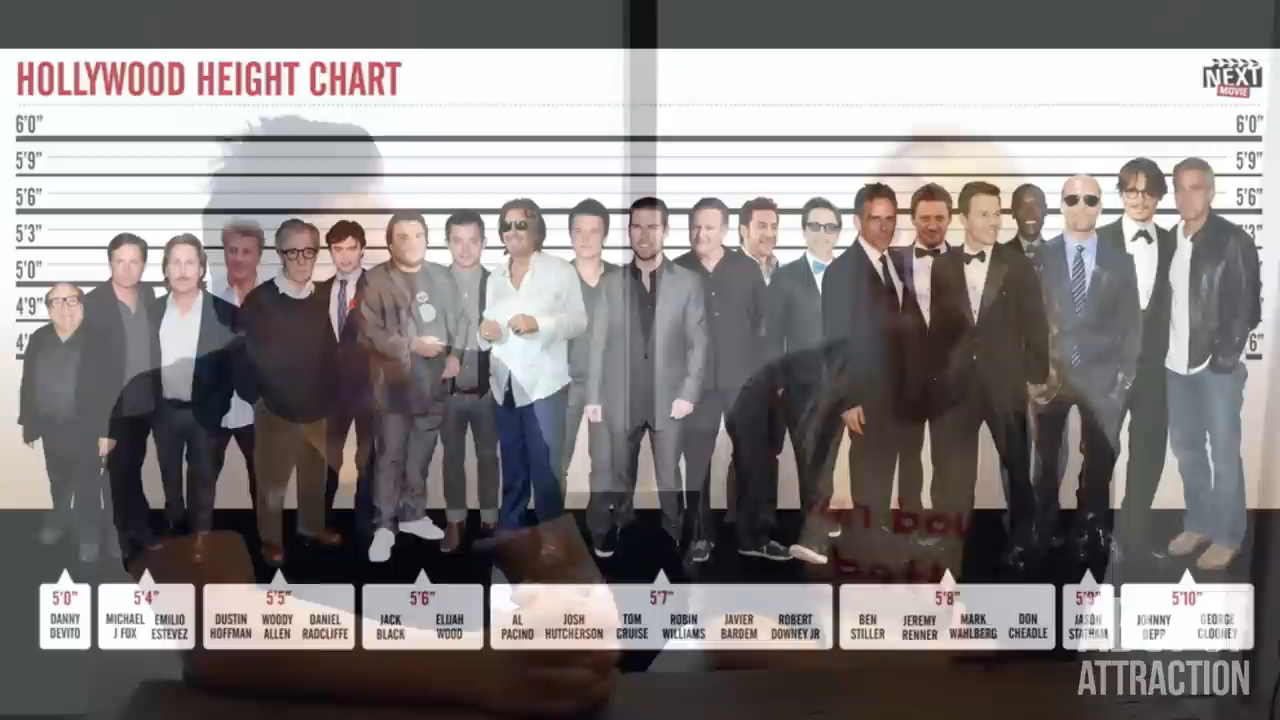 HOLLYWOOD HEIGHT CHART
NEXT
MOVIE
6'0" 6'0"
5'9" 5'9"
5'6" 5'6"
5'3"
5'0"
4'9"
5'0" 5'4" 5'5" 5'6" 5'7" 5'8" 5'9" 5'10"
DANNY DEVITO
MICHAEL J FOX
EMILIO ESTEVEZ
DUSTIN HOFFMAN
WOODY ALLEN
DANIEL RADCLIFFE
JACK BLACK
ELIJAH WOOD
AL PACINO
JOSH HUTCHERSON
TOM CRUISE
ROBIN WILLIAMS
JAVIER BARDEM
ROBERT DOWNEY JR
BEN STILLER
JEREMY RENNER
MARK WAHLBERG
DON CHEADLE
JASON STATHAM
JOHNNY DEPP
GEORGE CLOONEY
ATTRACTION